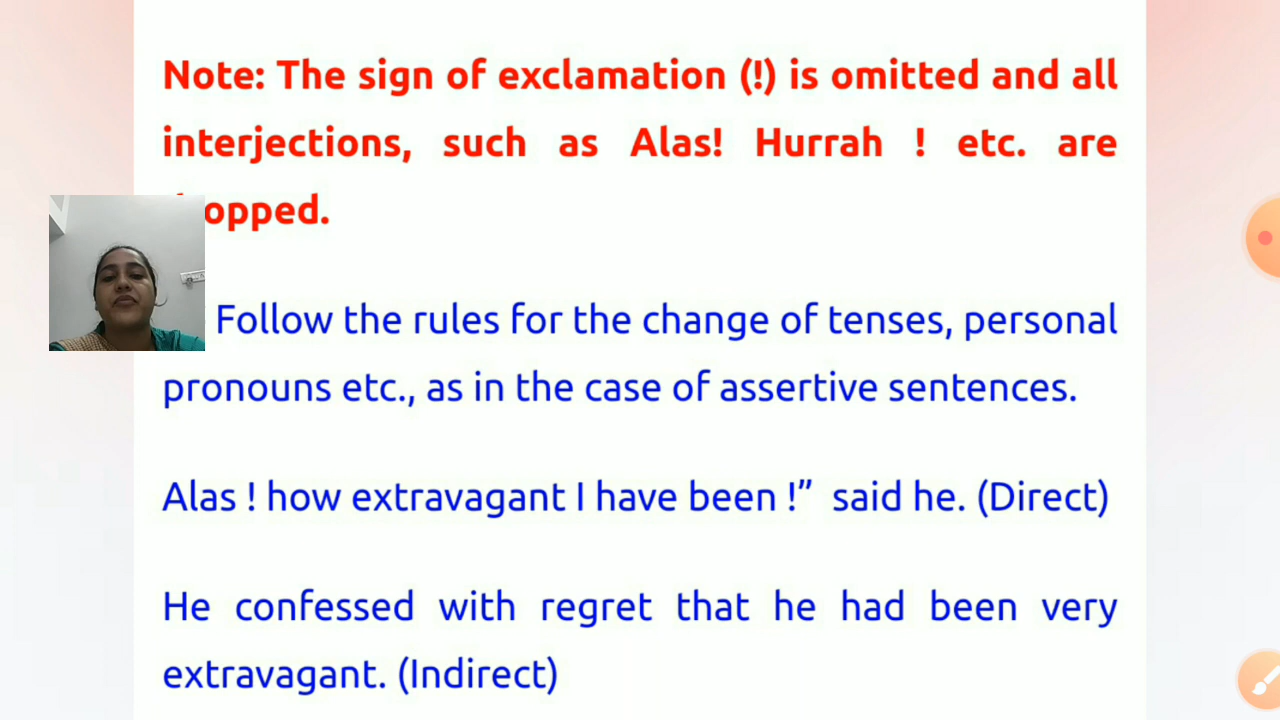 Note: The sign of exclamation (!) is omitted and all
interjections, such as Alas! Hurrah ! etc. are
opped.
Follow the rules for the change of tenses, personal
pronouns etc., as in the case of assertive sentences.
Alas ! how extravagant I have been !” said he. (Direct)
He confessed with regret that he had been very
extravagant. (Indirect)